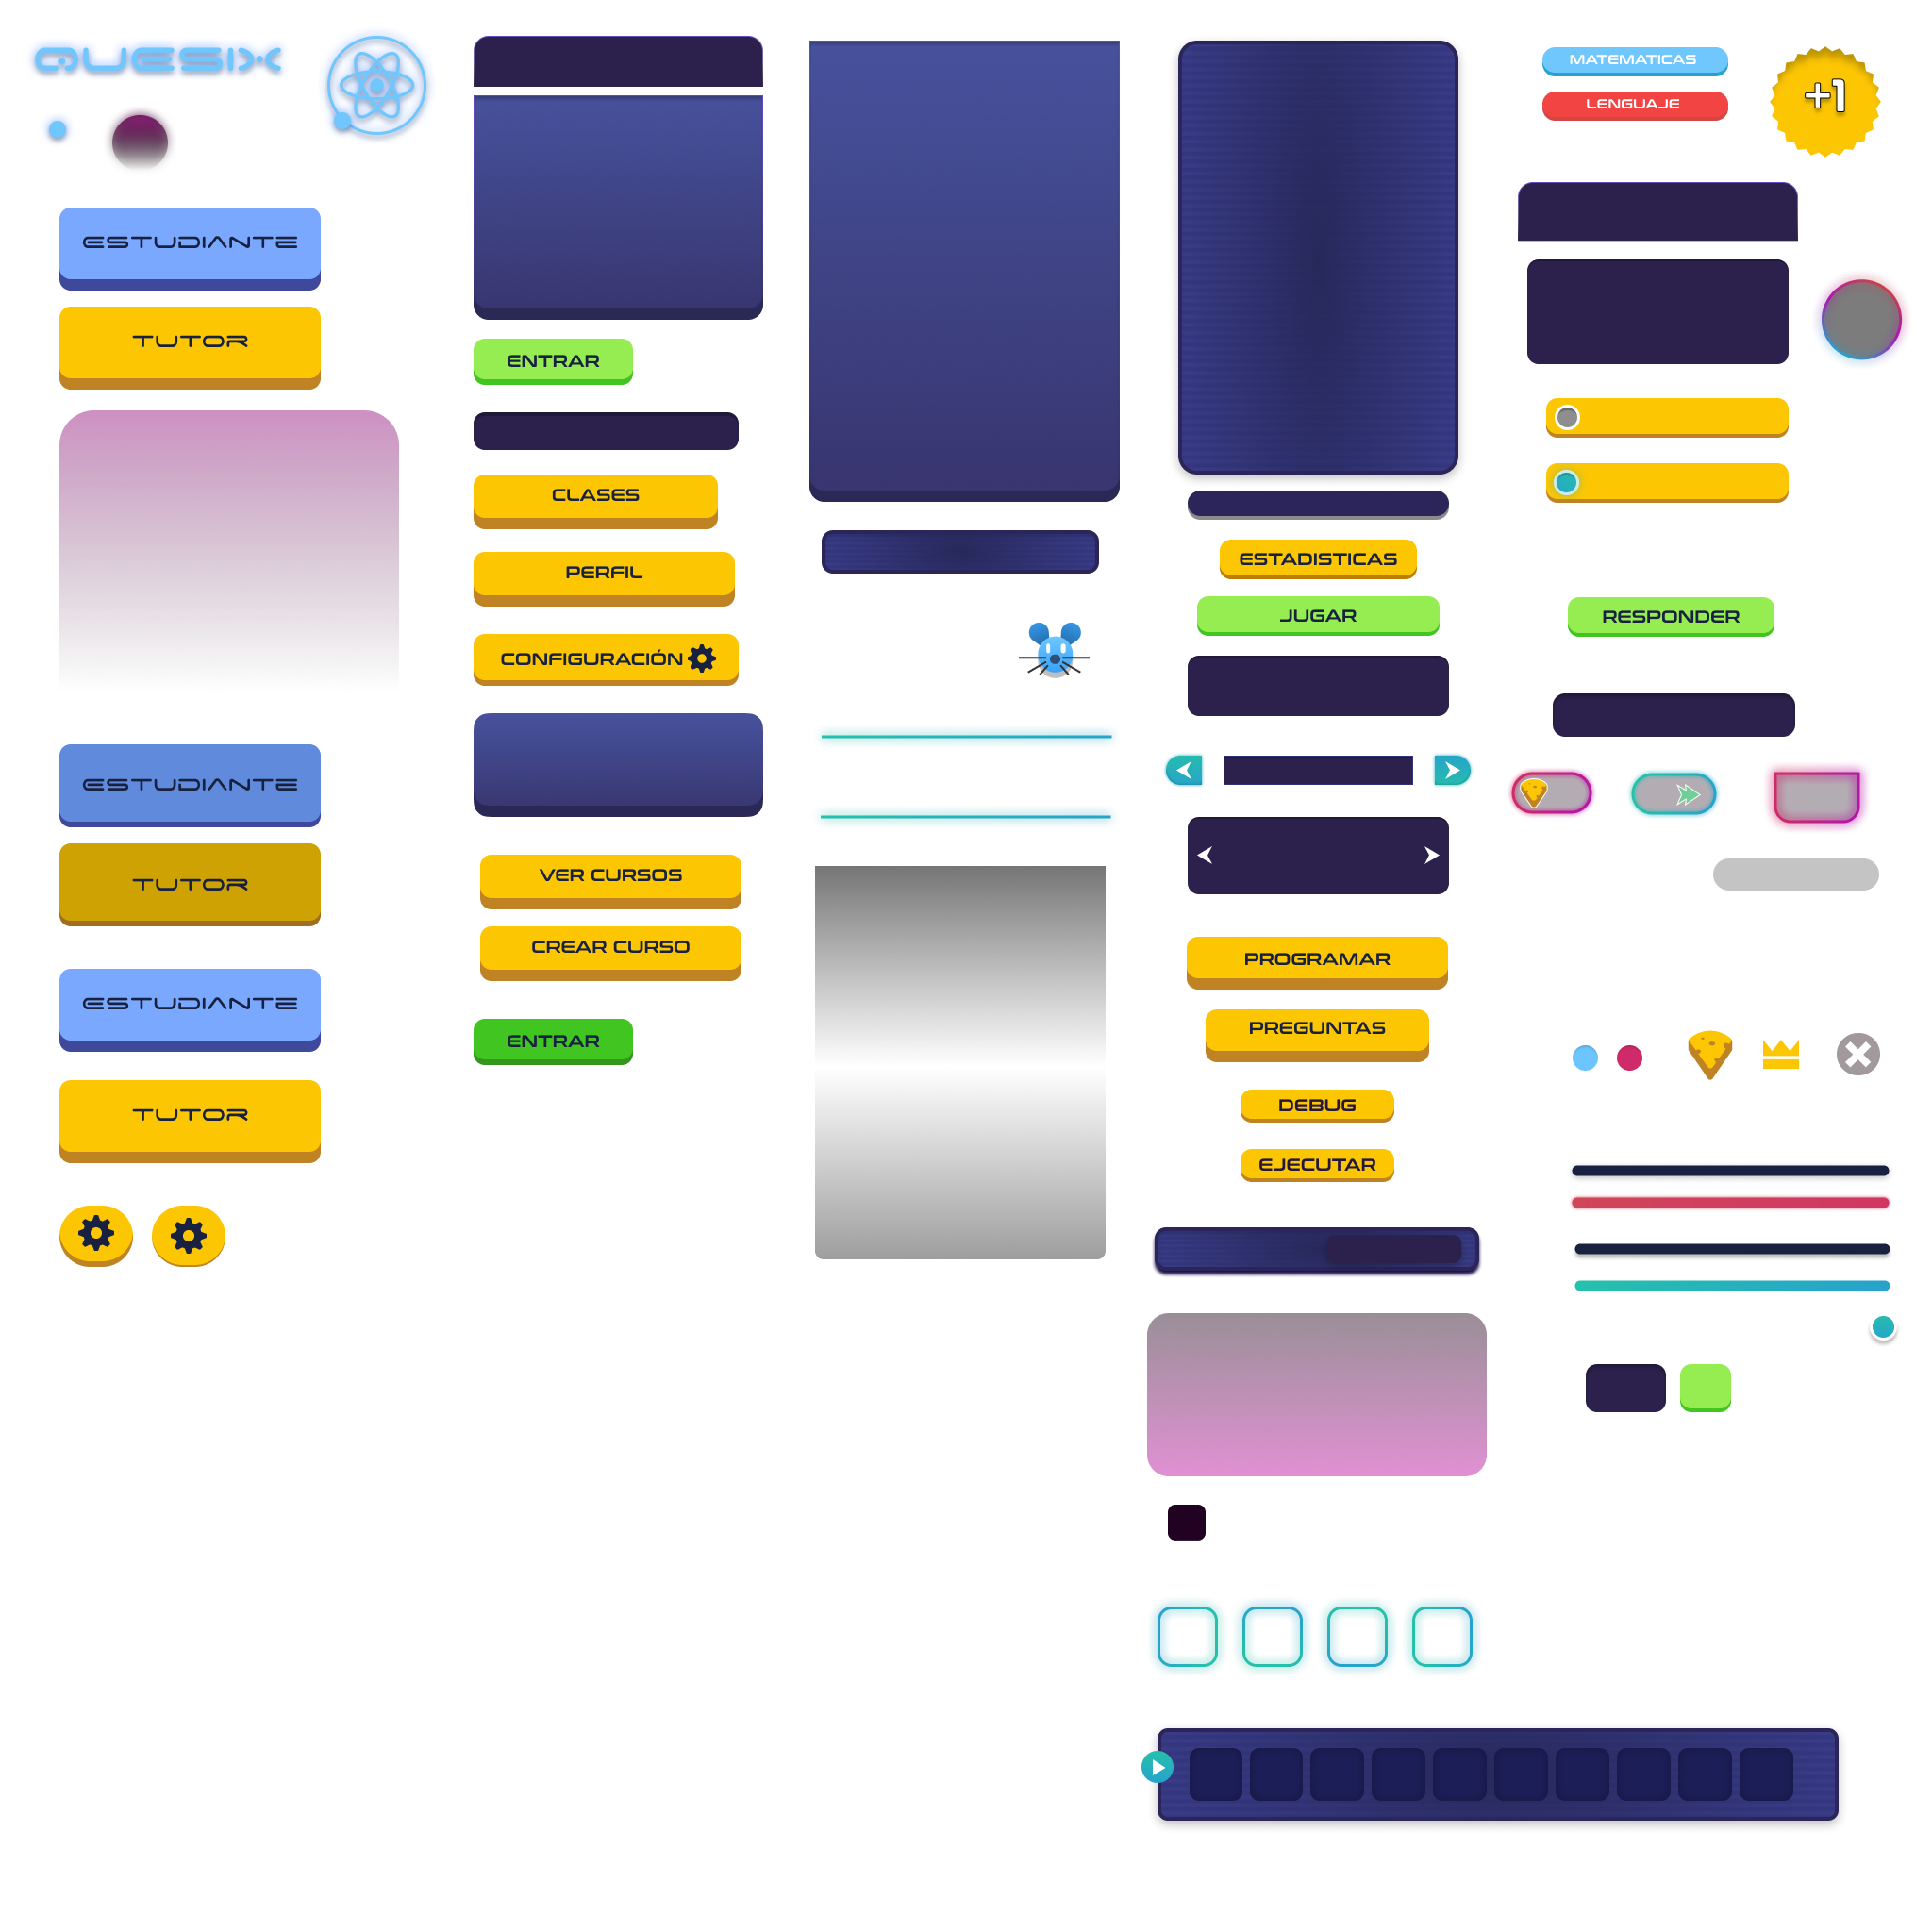 QUESIX
ESTUDIANTE
TUTOR
ESTUDIANTE
TUTOR
ESTUDIANTE
TUTOR
ENTRAR
CLASES
PERFIL
CONFIGURACIÓN
VER CURSOS
CREAR CURSO
ENTRAR
ESTADISTICAS
JUGAR
PROGRAMAR
PREGUNTAS
DEBUG
EJECUTAR
MATEMATICAS
LENGUAJE
+1
RESPONDER